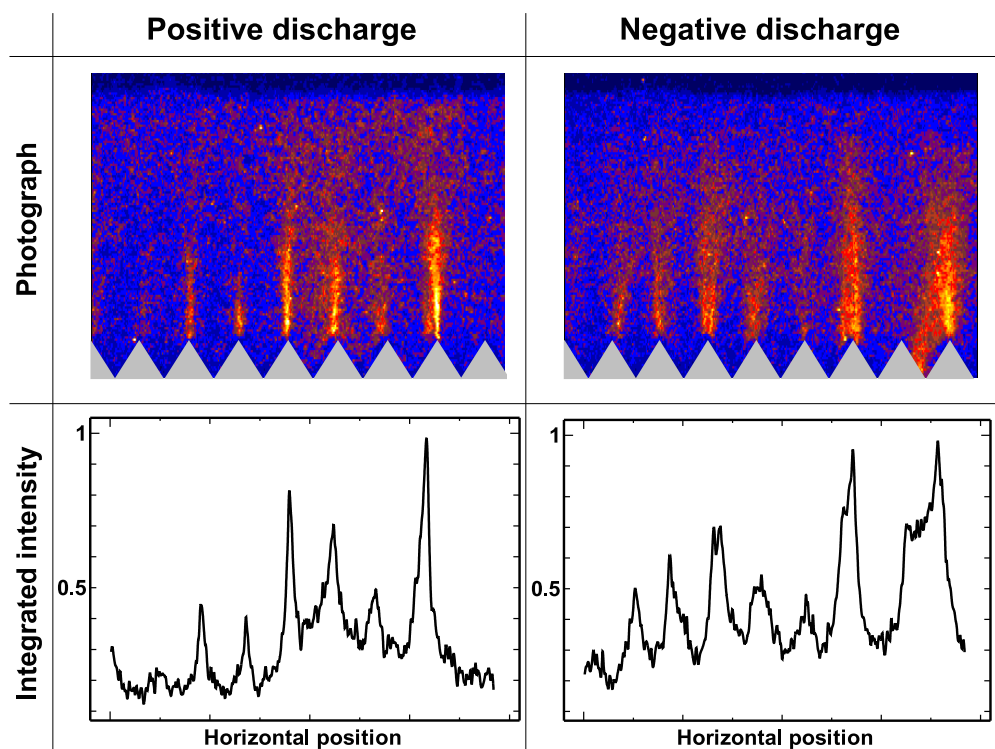 Positive discharge
Negative discharge
Photograph
Integrated intensity
1
0.5
Horizontal position
1
0.5
Horizontal position